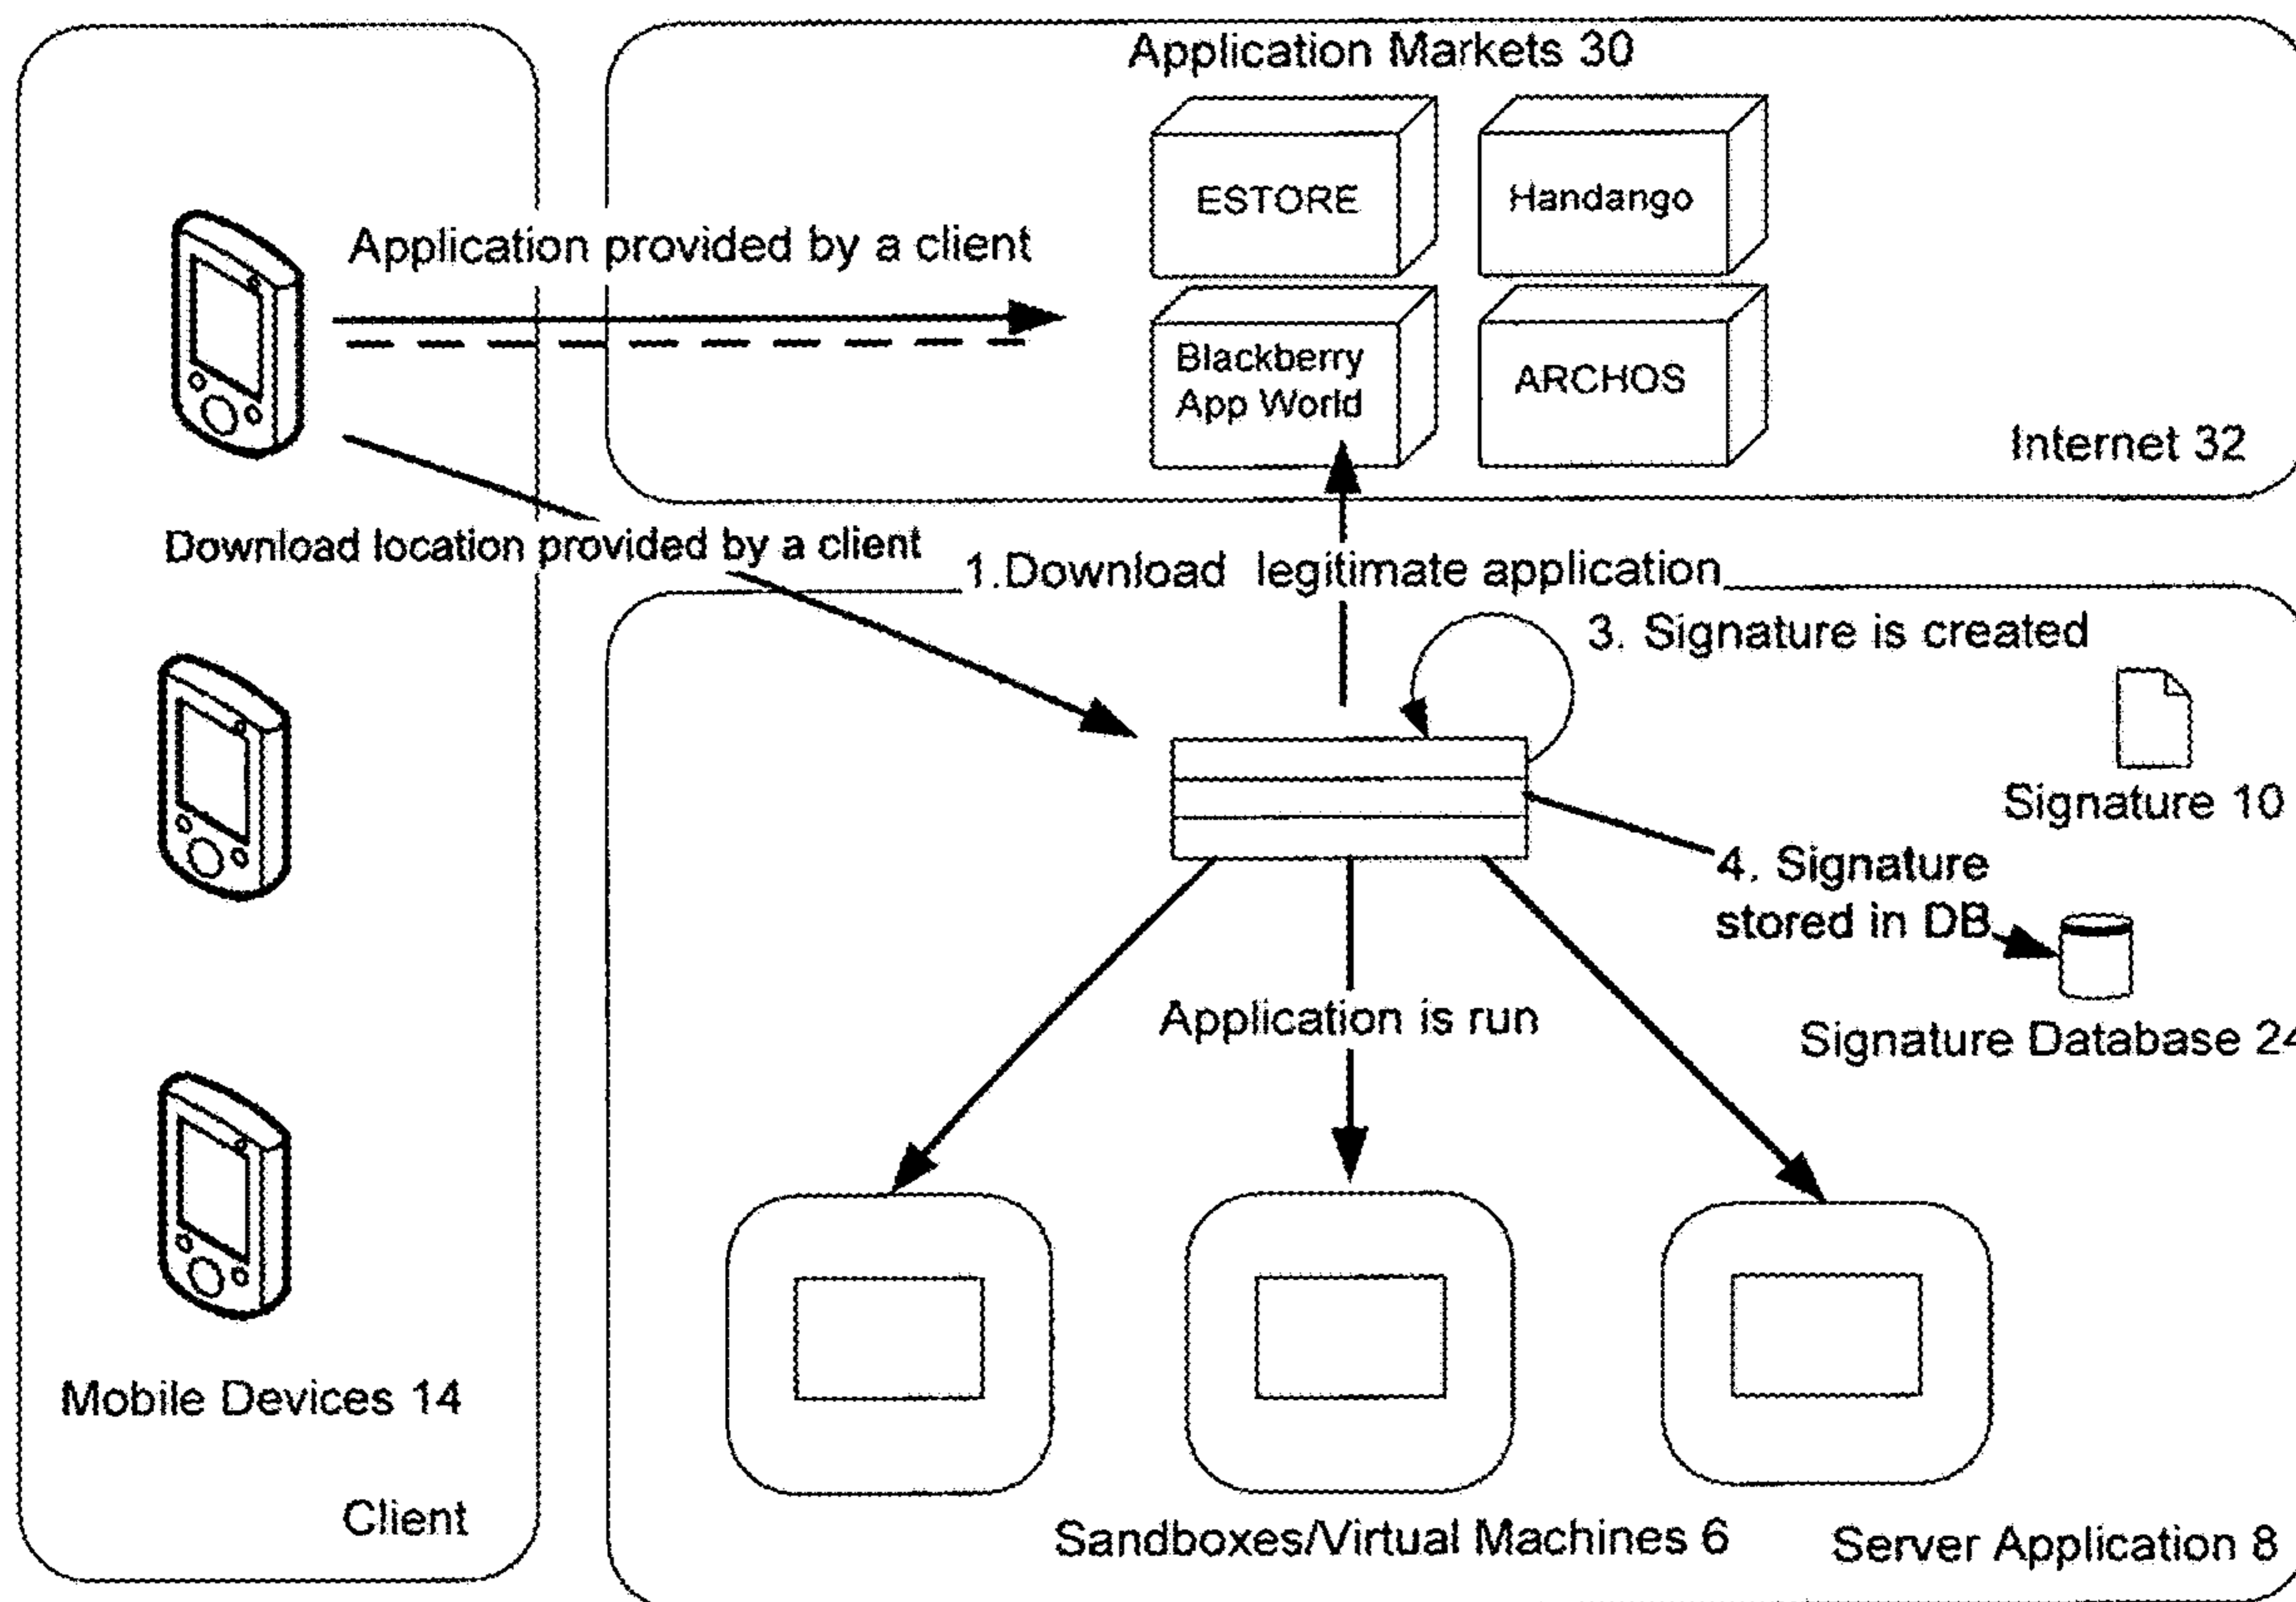 Application Markets 30
ESTORE
Handango
Application provided by a client
Blackberry
App World
ARCHOS
Internet 32
Download location provided by a client
1.Download legitimate application
3. Signature is created
Signature 10
4. Signature
stored in DB
Application is run
Signature Database 24
Mobile Devices 14
Client
Sandboxes/Virtual Machines 6
Server Application 8